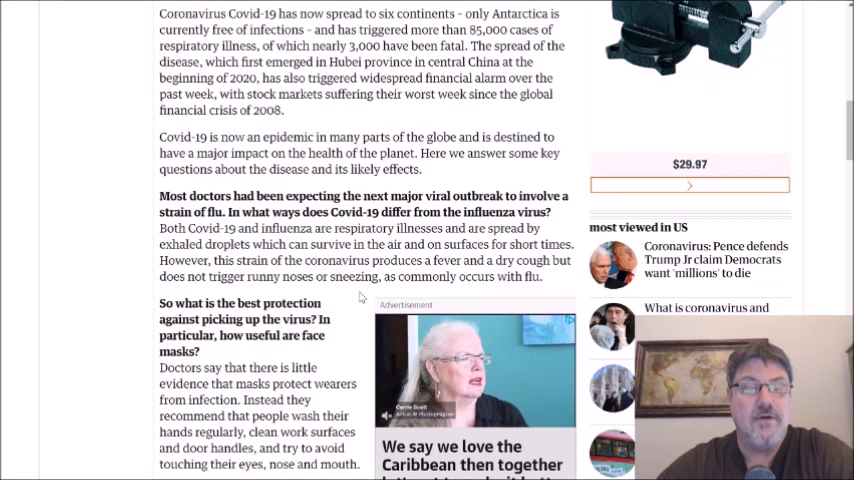 Coronavirus Covid-19 has now spread to six continents - only Antarctica is
currently free of infections - and has triggered more than 85,000 cases of
respiratory illness, of which nearly 3,000 have been fatal. The spread of the
disease, which first emerged in Hubei province in central China at the
beginning of 2020, has also triggered widespread financial alarm over the
past week, with stock markets suffering their worst week since the global
financial crisis of 2008.
Covid-19 is now an epidemic in many parts of the globe and is destined to
have a major impact on the health of the planet. Here we answer some key
questions about the disease and its likely effects.
Most doctors had been expecting the next major viral outbreak to involve a
strain of flu. In what ways does Covid-19 differ from the influenza virus?
Both Covid-19 and influenza are respiratory illnesses and are spread by
exhaled droplets which can survive in the air and on surfaces for short times.
However, this strain of the coronavirus produces a fever and a dry cough but
does not trigger runny noses or sneezing, as commonly occurs with flu.
So what is the best protection
against picking up the virus? In
particular, how useful are face
masks?
Doctors say that there is little
evidence that masks protect wearers
from infection. Instead they
recommend that people wash their
hands regularly, clean work surfaces
and door handles, and try to avoid
touching their eyes, nose and mouth.
Advertisement
Carrie Scott
Artist & Photographer
We say we love the
Caribbean then together
$29.97
most viewed in US
Coronavirus: Pence defends
Trump Jr claim Democrats
want 'millions' to die
What is coronavirus and